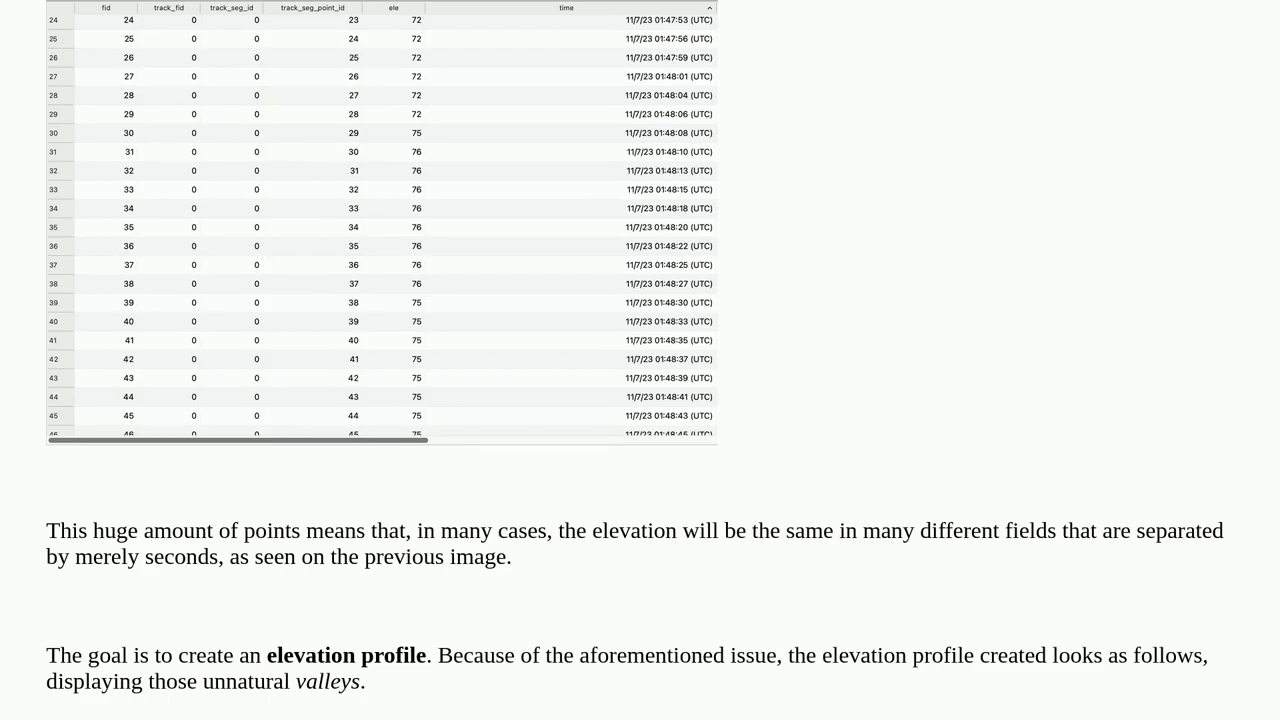 fid track_fid track_seg_id track_seg_point_id ele time
24 24 0 0 23 72 11/7/23 01:47:53 (UTC)
25 25 0 0 24 72 11/7/23 01:47:56 (UTC)
26 26 0 0 25 72 11/7/23 01:47:59 (UTC)
27 27 0 0 26 72 11/7/23 01:48:01 (UTC)
28 28 0 0 27 72 11/7/23 01:48:04 (UTC)
29 29 0 0 28 72 11/7/23 01:48:06 (UTC)
30 30 0 0 29 75 11/7/23 01:48:08 (UTC)
31 31 0 0 30 76 11/7/23 01:48:10 (UTC)
32 32 0 0 31 76 11/7/23 01:48:13 (UTC)
33 33 0 0 32 76 11/7/23 01:48:15 (UTC)
34 34 0 0 33 76 11/7/23 01:48:18 (UTC)
35 35 0 0 34 76 11/7/23 01:48:20 (UTC)
36 36 0 0 35 76 11/7/23 01:48:22 (UTC)
37 37 0 0 36 76 11/7/23 01:48:25 (UTC)
38 38 0 0 37 76 11/7/23 01:48:27 (UTC)
39 39 0 0 38 75 11/7/23 01:48:30 (UTC)
40 40 0 0 39 75 11/7/23 01:48:33 (UTC)
41 41 0 0 40 75 11/7/23 01:48:35 (UTC)
42 42 0 0 41 75 11/7/23 01:48:37 (UTC)
43 43 0 0 42 75 11/7/23 01:48:39 (UTC)
44 44 0 0 43 75 11/7/23 01:48:41 (UTC)
45 45 0 0 44 75 11/7/23 01:48:43 (UTC)
46 46 0 0 45 75 11/7/23 01:48:45 (UTC)
This huge amount of points means that, in many cases, the elevation will be the same in many different fields that are separated
by merely seconds, as seen on the previous image.
The goal is to create an elevation profile. Because of the aforementioned issue, the elevation profile created looks as follows,
displaying those unnatural valleys.